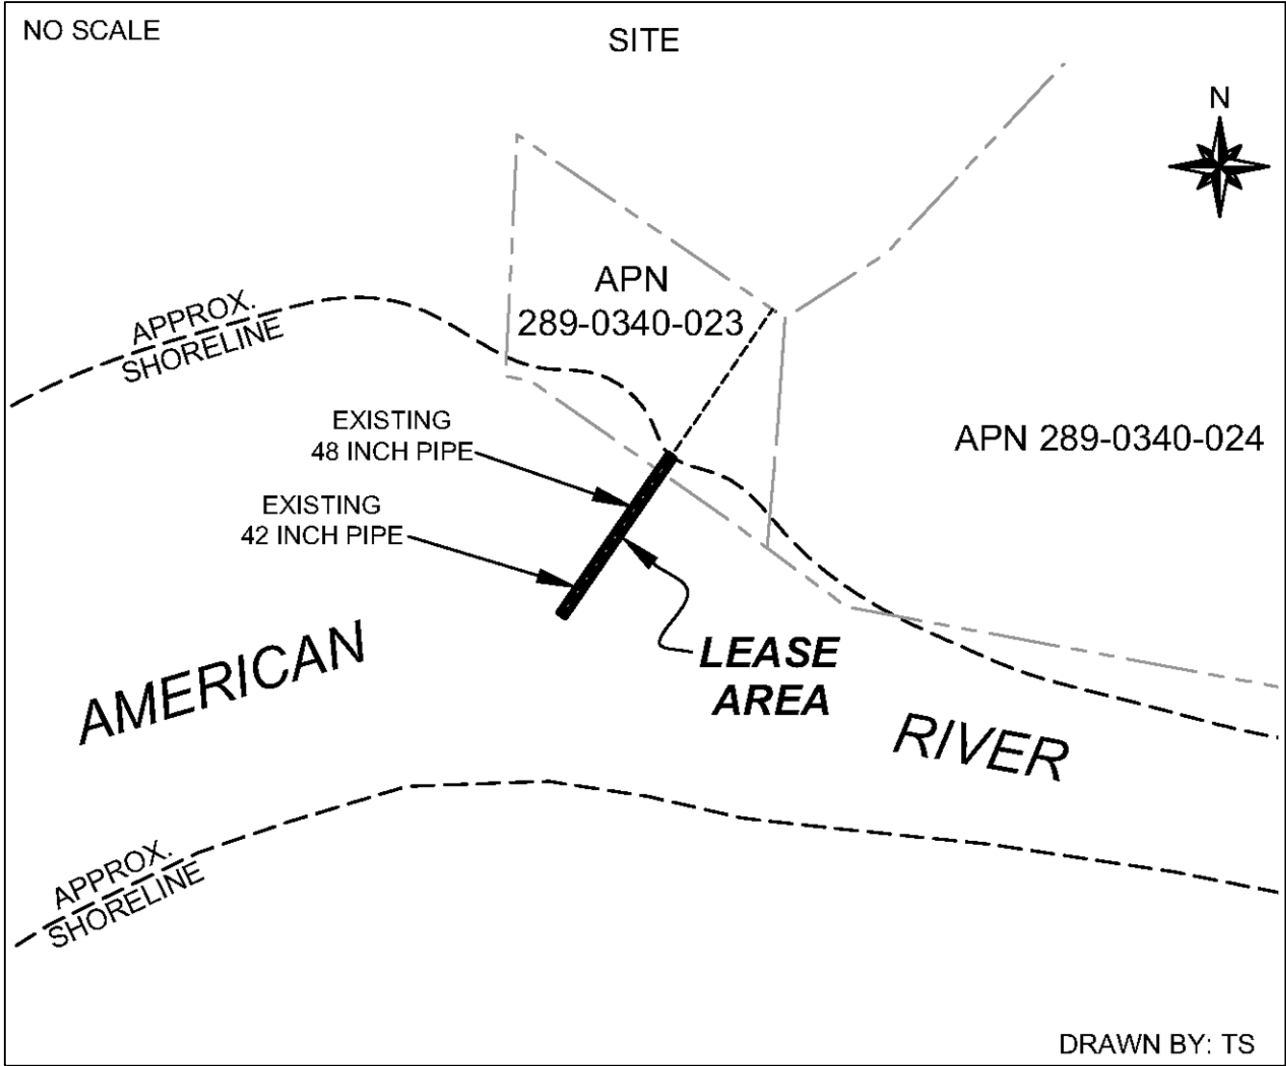 NO SCALE
SITE
N
APN
289-0340-023
APPROX.
SHORELINE
EXISTING
48 INCH PIPE
APN 289-0340-024
EXISTING
42 INCH PIPE
LEASE
AREA
AMERICAN
RIVER
APPROX.
SHORELINE
DRAWN BY: TS